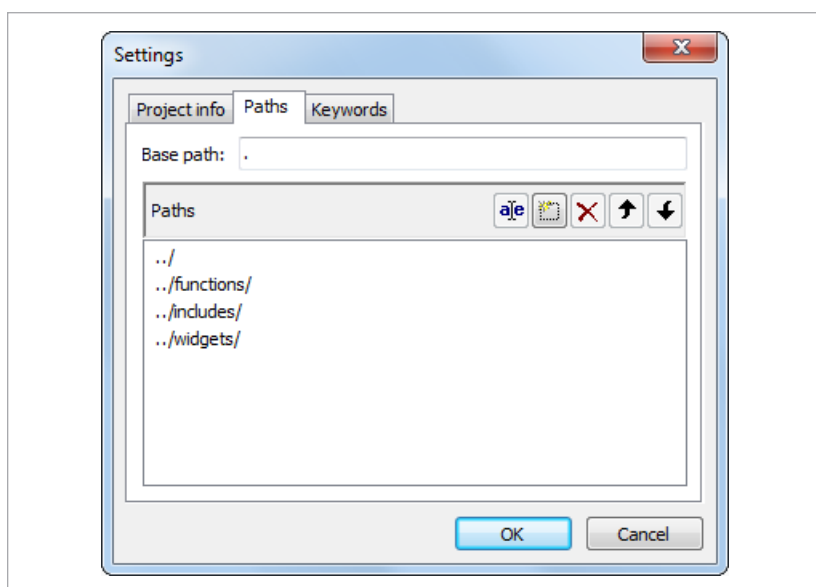 Settings
Project info Paths Keywords
Base path: .
Paths a|e
../
../functions/
../includes/
../widgets/
OK Cancel